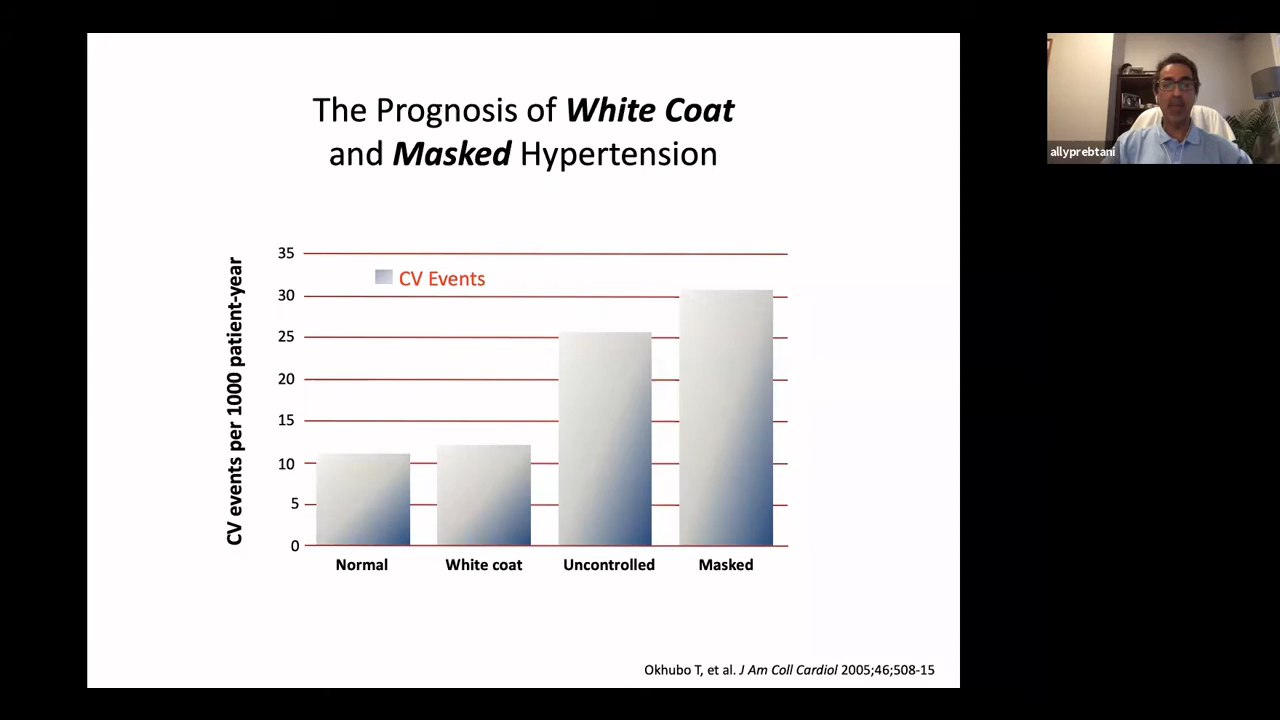 The Prognosis of White Coat
and Masked Hypertension
CV events per 1000 patient-year
35
30
25
20
15
10
5
0
CV Events
Normal
White coat
Uncontrolled
Masked
Okhubo T, et al. J Am Coll Cardiol 2005;46;508-15
allyprebtani